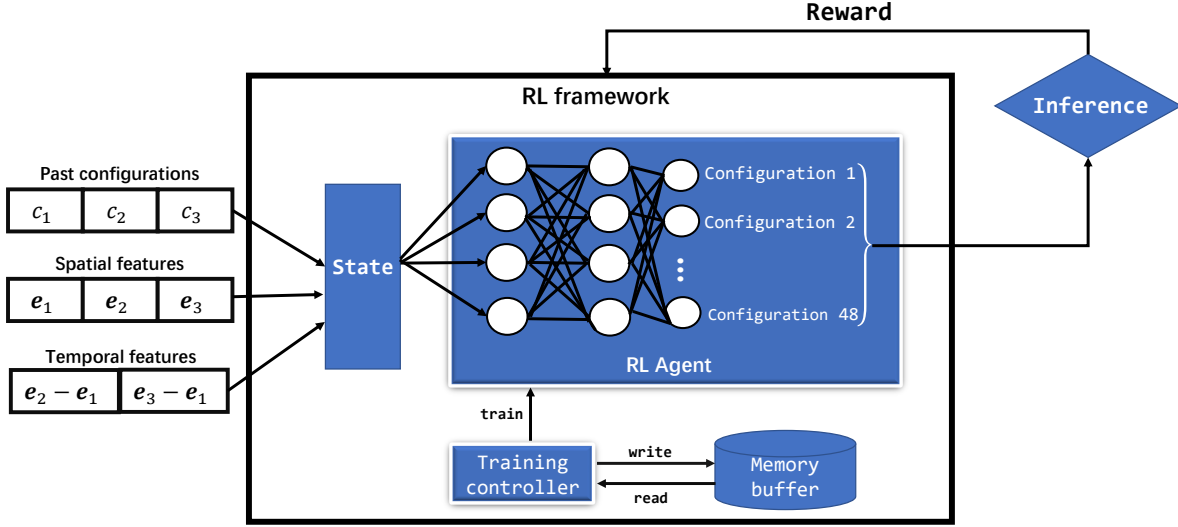 Reward
RL framework
Inference
Past configurations
c₁ c₂ c₃
Spatial features
e₁ e₂ e₃
Temporal features
e₂ − e₁ e₃ − e₁
State
Configuration 1
Configuration 2
Configuration 48
RL Agent
train
Training
controller
write
read
Memory
buffer